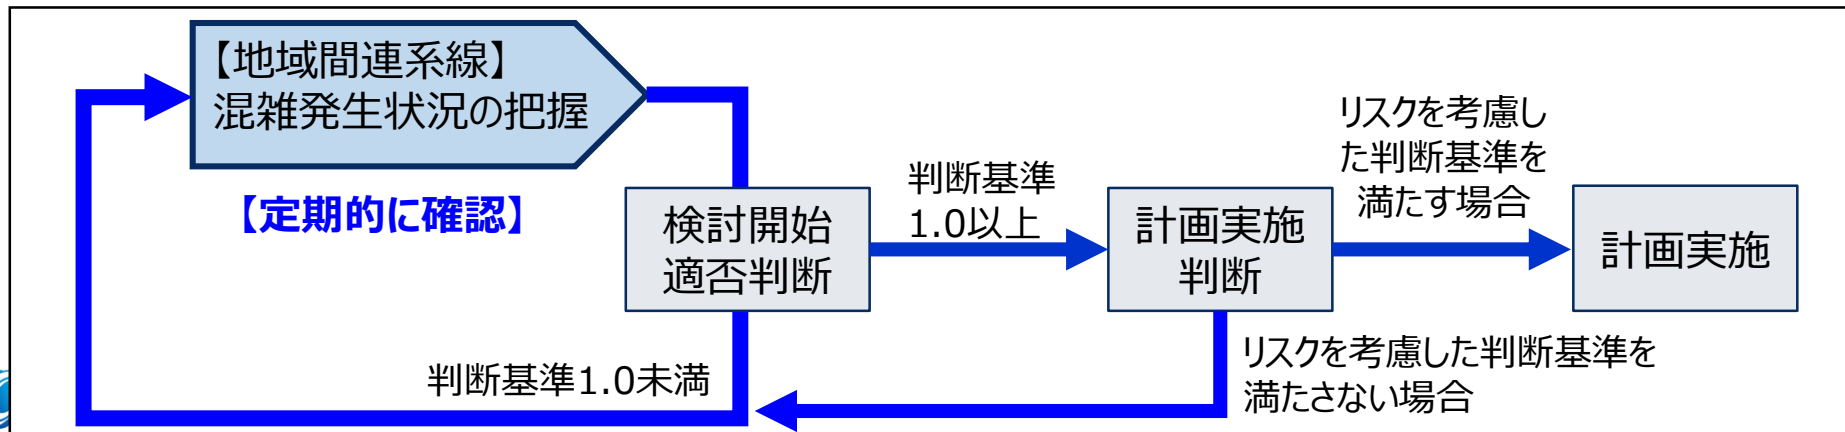 【地域間連系線】
混雑発生状況の把握
【定期的に確認】
検討開始
適否判断
判断基準
1.0以上
計画実施
判断
リスクを考慮し
た判断基準を
満たす場合
計画実施
判断基準1.0未満
リスクを考慮した判断基準を
満たさない場合